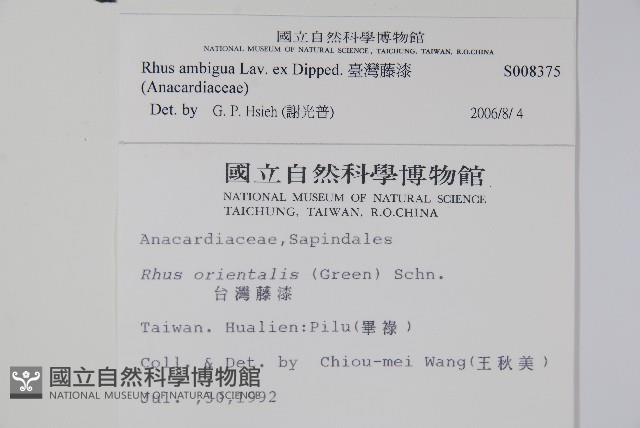 國立自然科學博物館
NATIONAL MUSEUM OF NATURAL SCIENCE, TAICHUNG, TAIWAN, R.O.CHINA
Rhus ambigua Lav. ex Dipped. 臺灣藤漆 S008375
(Anacardiaceae)
Det. by G. P. Hsieh (謝光普) 2006/8/4
國立自然科學博物館
NATIONAL MUSEUM OF NATURAL SCIENCE
TAICHUNG, TAIWAN, R.O.CHINA
Anacardiaceae,Sapindales
Rhus orientalis (Green) Schn.
台灣藤漆
Taiwan. Hualien:Pilu(畢祿)
Coll. & Det. by Chiou-mei Wang(王秋美)
Jul. ,30,1992
國立自然科學博物館
NATIONAL MUSEUM OF NATURAL SCIENCE